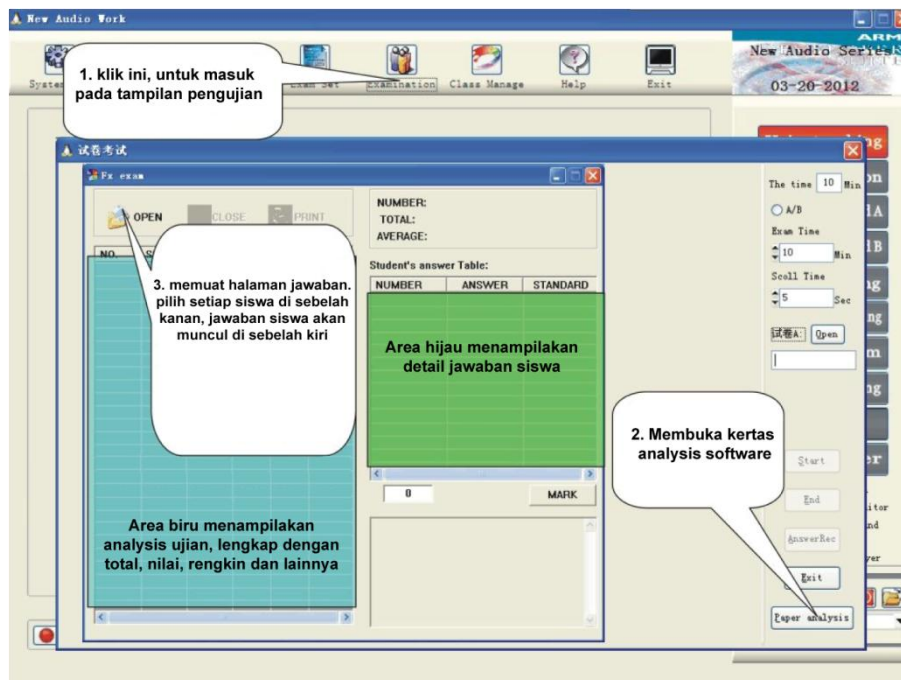 New Audio Work
ARM
New Audio Series
03-20-2012
Exam Set
Examination
Class Manage
Help
Exit
1. klik ini, untuk masuk
pada tampilan pengujian
试卷考试
Fx exam
OPEN
CLOSE
PRINT
NUMBER:
TOTAL:
AVERAGE:
NO.
Student's answer Table:
NUMBER ANSWER STANDARD
3. memuat halaman jawaban.
pilih setiap siswa di sebelah
kanan, jawaban siswa akan
muncul di sebelah kiri
Area hijau menampilkan
detail jawaban siswa
Area biru menampilkan
analysis ujian, lengkap dengan
total, nilai, rengkin dan lainnya
0
MARK
The time 10 Min
A/B
Exam Time
10 Min
Scoll Time
5 Sec
试卷A: Open
2. Membuka kertas
analysis software
Start
End
AnswerRec
Exit
Paper analysis